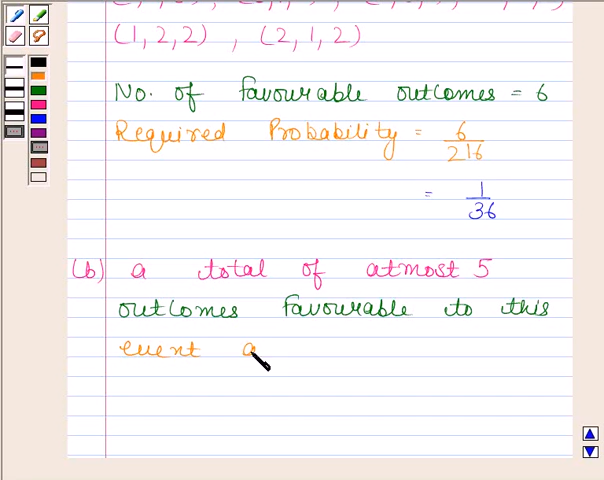 (1, 2, 2) , (2, 1, 2)
No. of favourable outcomes = 6
Required Probability = 6/216
= 1/36
(b) a total of atmost 5
outcomes favourable to this
event a